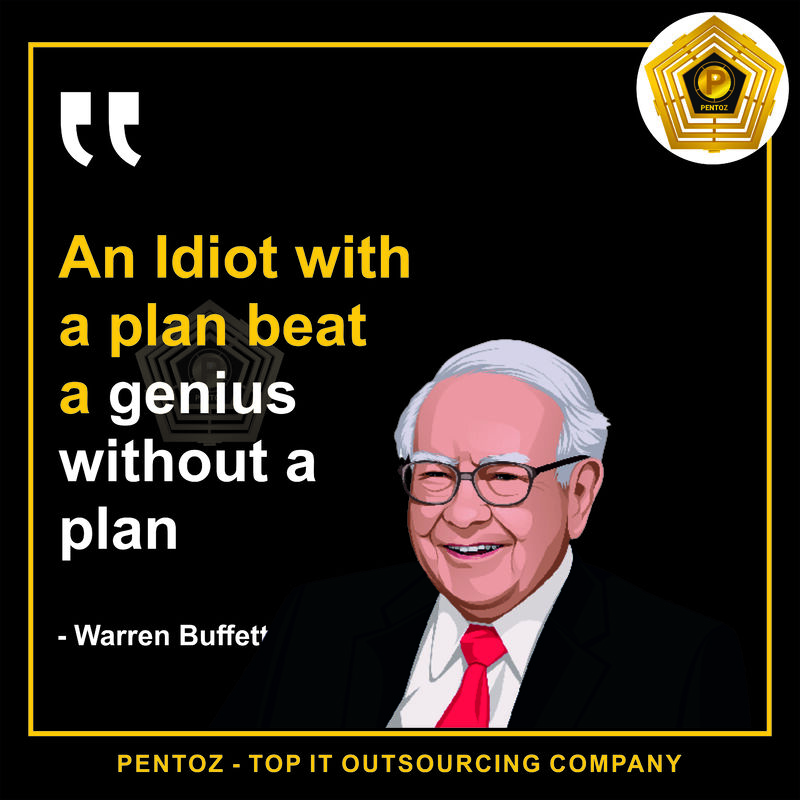 P
PENTOZ
An Idiot with
a plan beat
a genius
without a
plan
- Warren Buffett
PENTOZ - TOP IT OUTSOURCING COMPANY